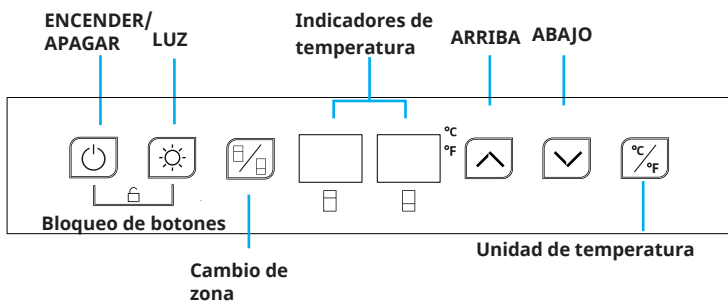 ENCENDER/
APAGAR
LUZ
Indicadores de
temperatura
ARRIBA
ABAJO
°C
°F
°C/°F
Bloqueo de botones
Cambio de
zona
Unidad de temperatura